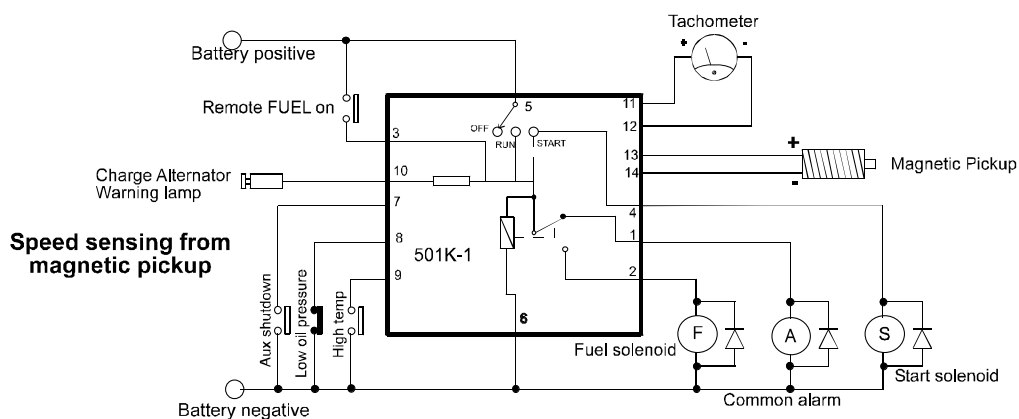 Tachometer
+ -
Battery positive
Remote FUEL on
5
11
OFF
RUN
START
3
12
13
+
Magnetic Pickup
10
14
-
Charge Alternator
Warning lamp
7
4
Speed sensing from
magnetic pickup
8
501K-1
1
9
2
6
Aux shutdown
Low oil pressure
High temp
F
A
S
Fuel solenoid
Start solenoid
Common alarm
Battery negative